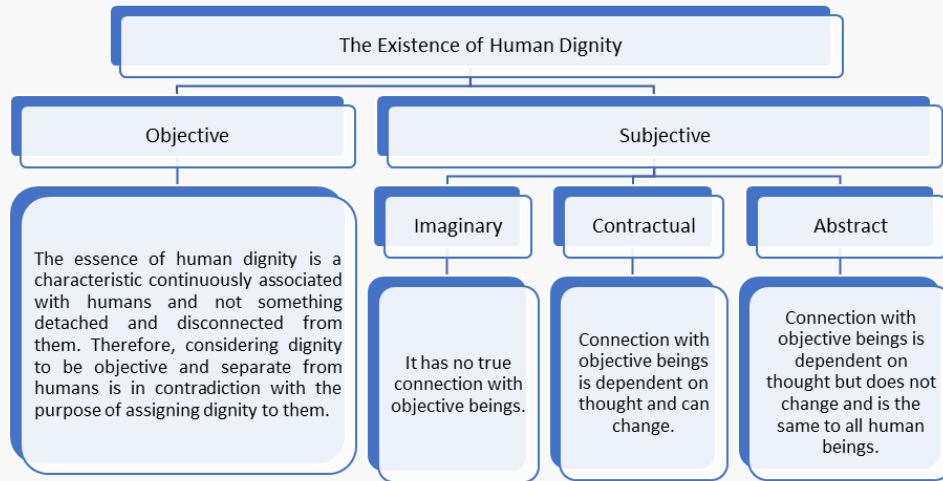 The Existence of Human Dignity
Objective
Subjective
The essence of human dignity is a
characteristic continuously associated
with humans and not something
detached and disconnected from
them. Therefore, considering dignity
to be objective and separate from
humans is in contradiction with the
purpose of assigning dignity to them.
Imaginary
Contractual
Abstract
It has no true
connection with
objective beings.
Connection with
objective beings
is dependent on
thought and can
change.
Connection with
objective beings is
dependent on
thought but does not
change and is the
same to all human
beings.